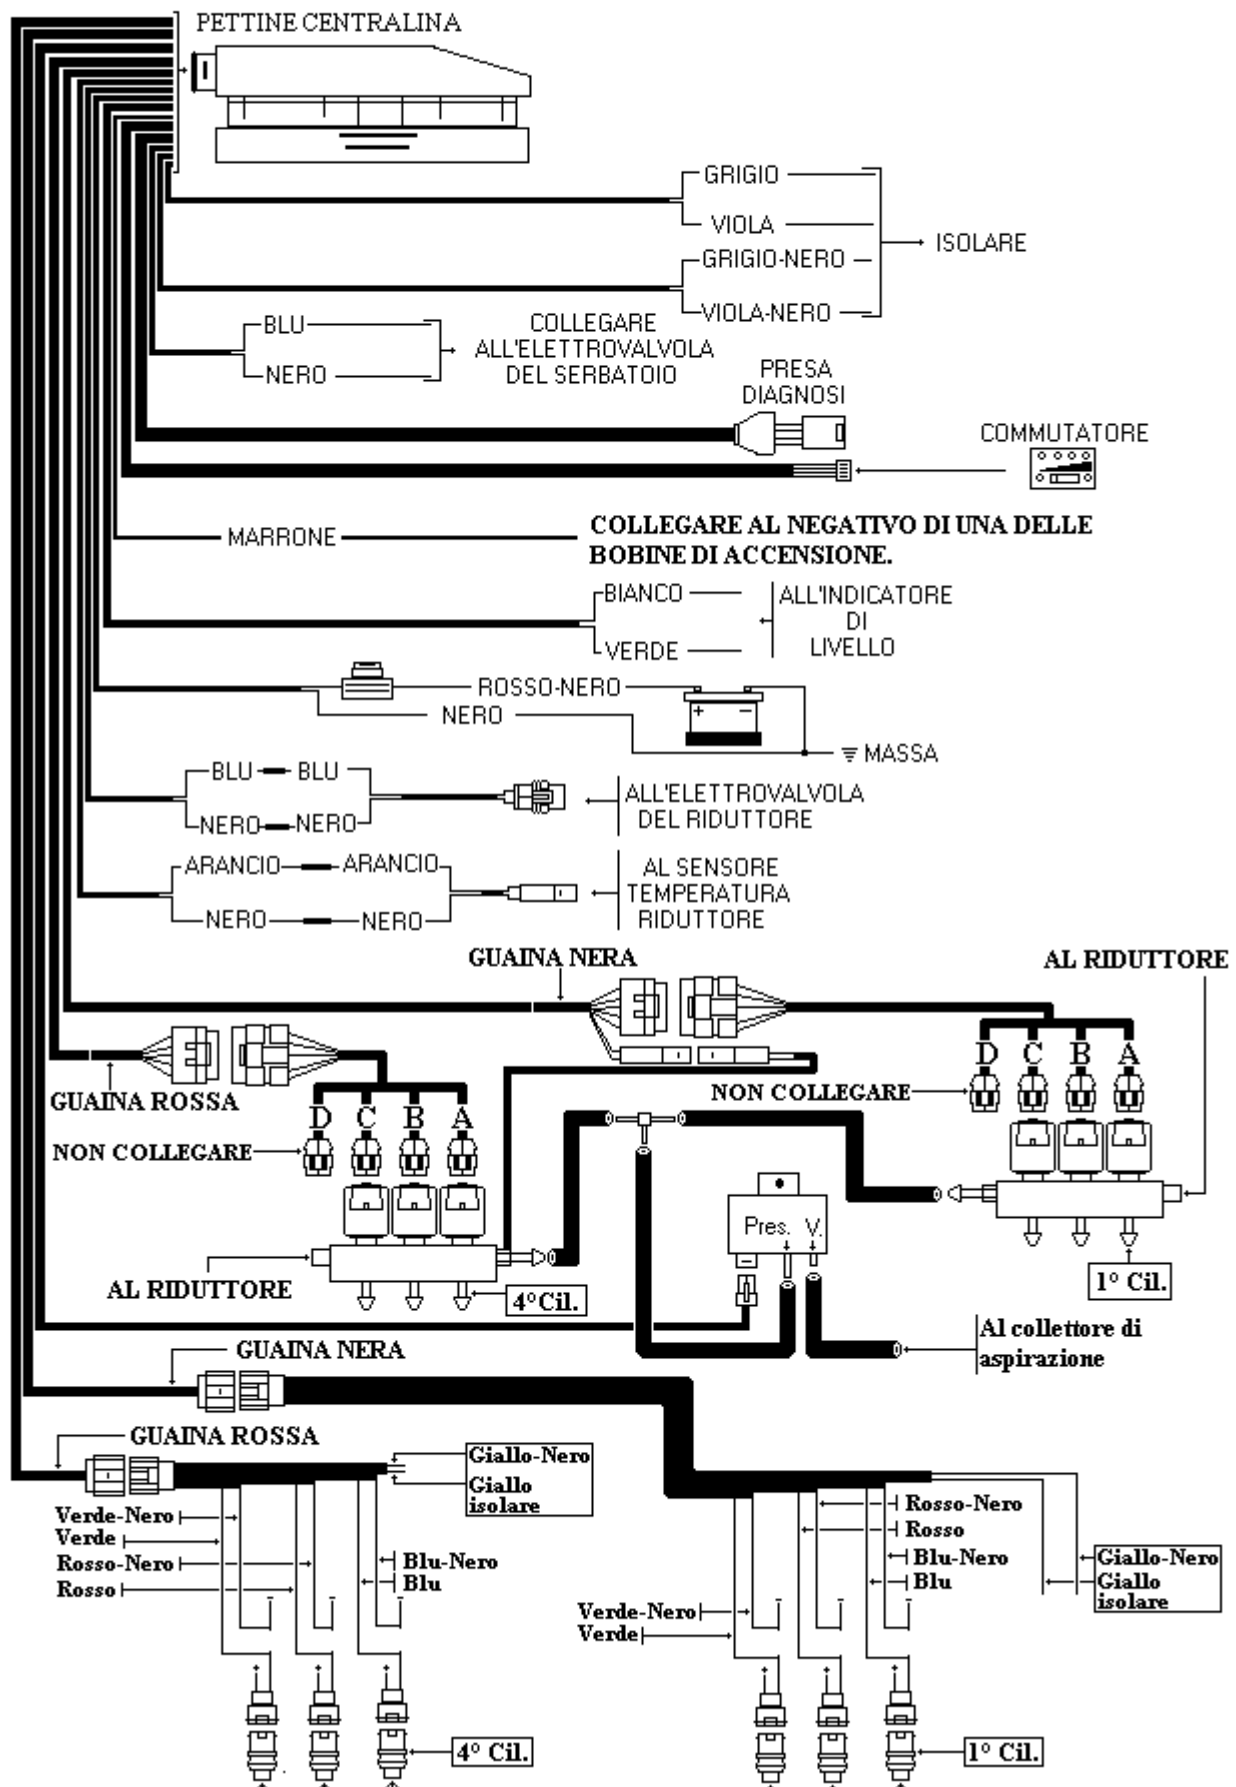 PETTINE CENTRALINA
GRIGIO
VIOLA
ISOLARE
GRIGIO-NERO
VIOLA-NERO
BLU
NERO
COLLEGARE
ALL'ELETTROVALVOLA
DEL SERBATOIO
PRESA
DIAGNOSI
COMMUTATORE
MARRONE
COLLEGARE AL NEGATIVO DI UNA DELLE
BOBINE DI ACCENSIONE.
BIANCO
VERDE
ALL'INDICATORE
DI
LIVELLO
ROSSO-NERO
NERO
+ −
MASSA
BLU BLU
NERO NERO
ALL'ELETTROVALVOLA
DEL RIDUTTORE
ARANCIO ARANCIO
NERO NERO
AL SENSORE
TEMPERATURA
RIDUTTORE
GUAINA NERA
AL RIDUTTORE
D C B A
NON COLLEGARE
GUAINA ROSSA
D C B A
NON COLLEGARE
Pres. V.
AL RIDUTTORE
4°Cil.
1° Cil.
Al collettore di
aspirazione
GUAINA NERA
GUAINA ROSSA
Giallo-Nero
Giallo
isolare
Verde-Nero
Verde
Rosso-Nero
Rosso
Blu-Nero
Blu
Rosso-Nero
Rosso
Blu-Nero
Blu
Giallo-Nero
Giallo
isolare
Verde-Nero
Verde
4° Cil.
1° Cil.